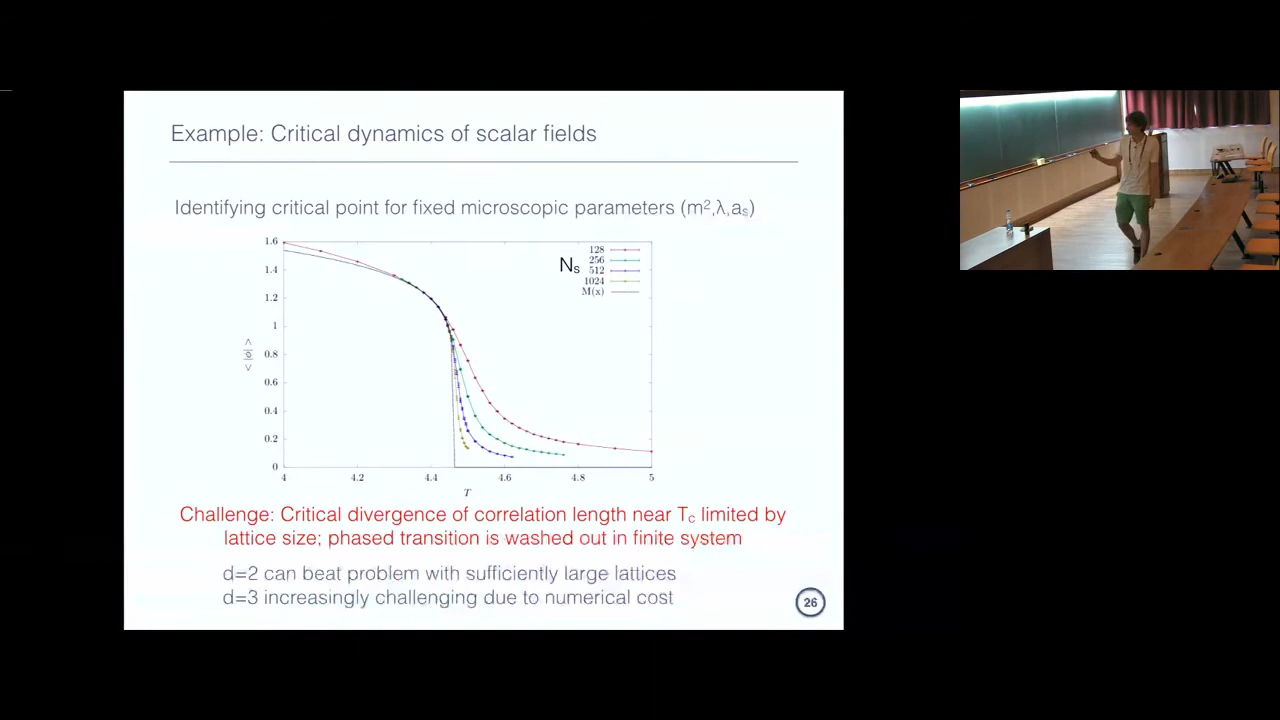 Example: Critical dynamics of scalar fields
Identifying critical point for fixed microscopic parameters (m²,λ,aₛ)
1.6
1.4
1.2
1
0.8
0.6
0.4
0.2
0
< |φ| >
Nₛ
128
256
512
1024
M(x)
4 4.2 4.4 4.6 4.8 5
T
Challenge: Critical divergence of correlation length near T꜀ limited by
lattice size; phased transition is washed out in finite system
d=2 can beat problem with sufficiently large lattices
d=3 increasingly challenging due to numerical cost
26